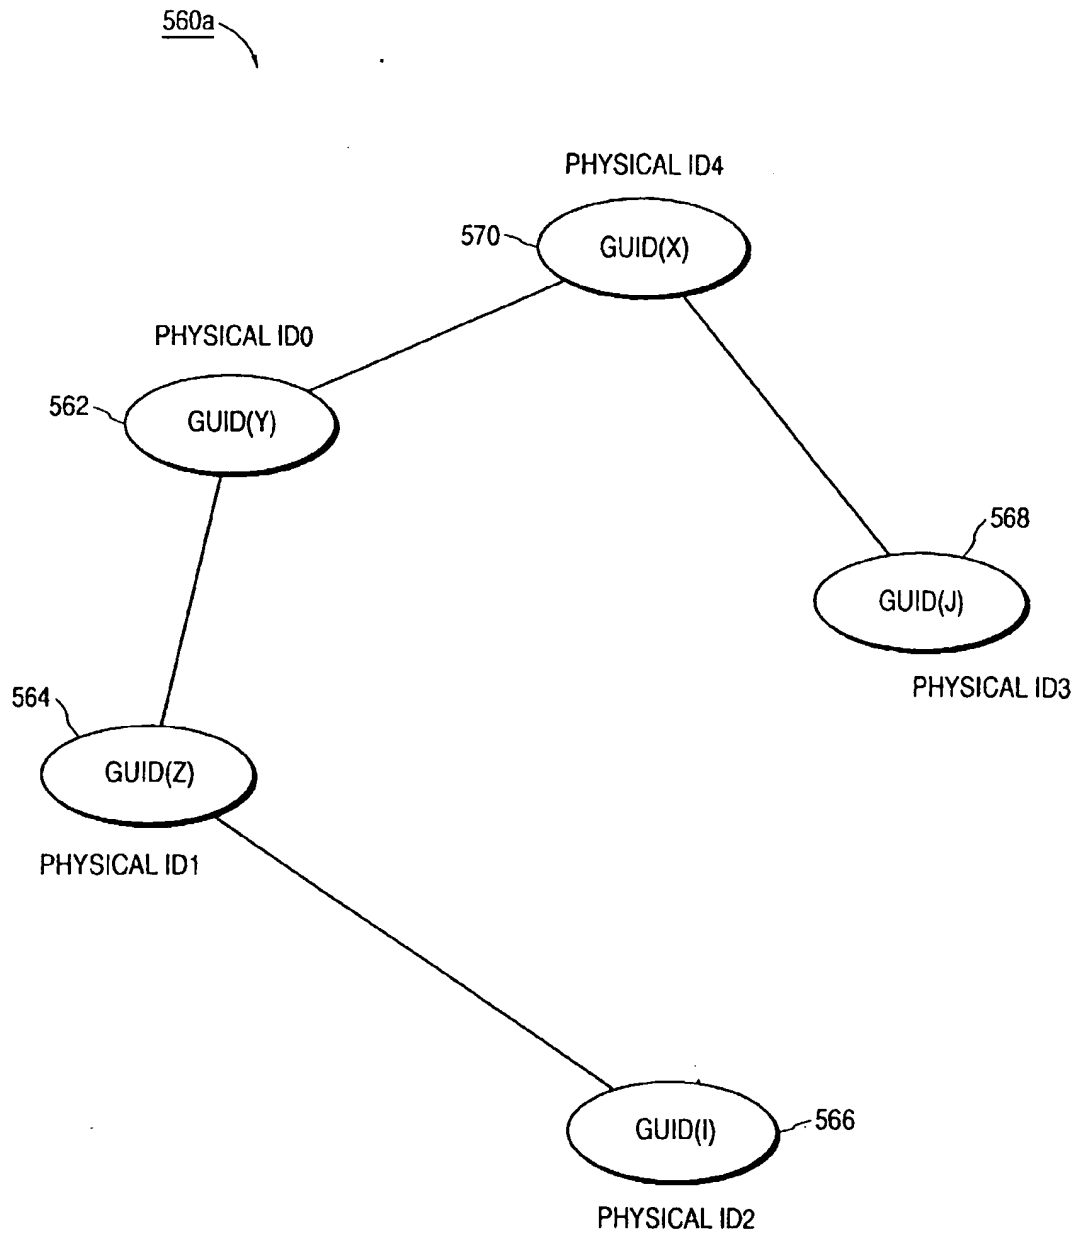 560a
PHYSICAL ID4
570
GUID(X)
PHYSICAL ID0
562
GUID(Y)
568
GUID(J)
PHYSICAL ID3
564
GUID(Z)
PHYSICAL ID1
GUID(I)
566
PHYSICAL ID2